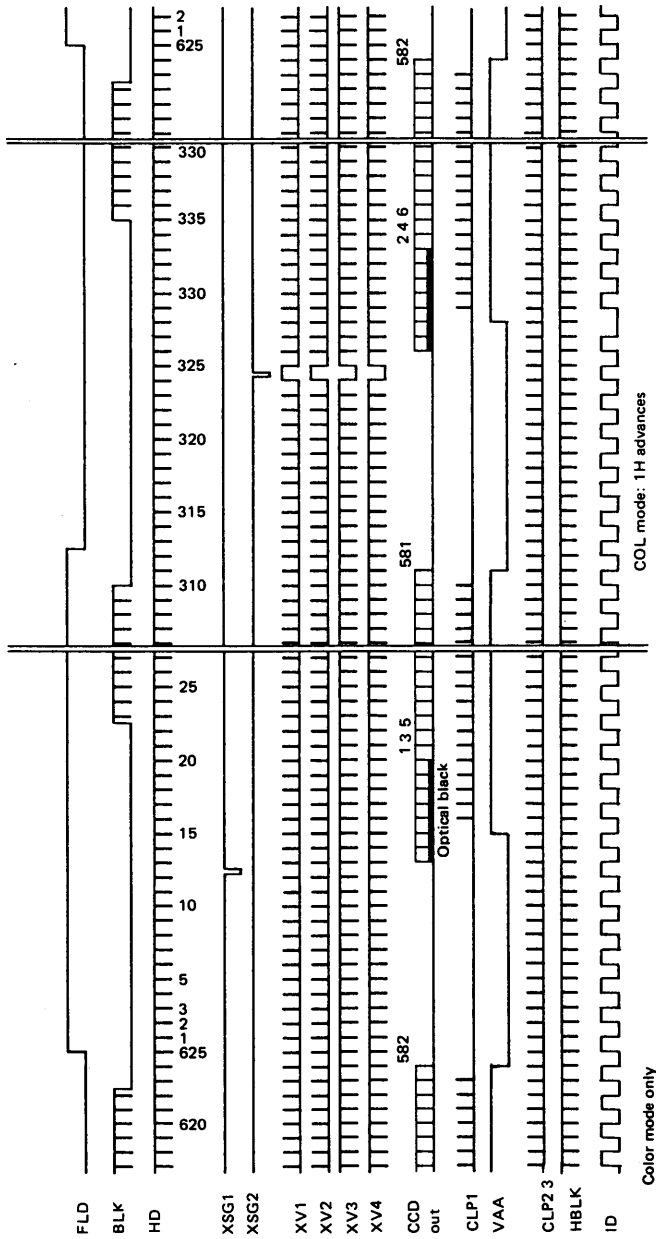 FLD
BLK
HD
620 625 1 2 3 5 10 15 20 25 310 315 320 325 330 335 330 625 1 2
XSG1
XSG2
XV1
XV2
XV3
XV4
582 1 3 5 581 2 4 6 582
CCD
out
Optical black
CLP1
VAA
CLP2 3
HBLK
ID
Color mode only
COL mode: 1H advances